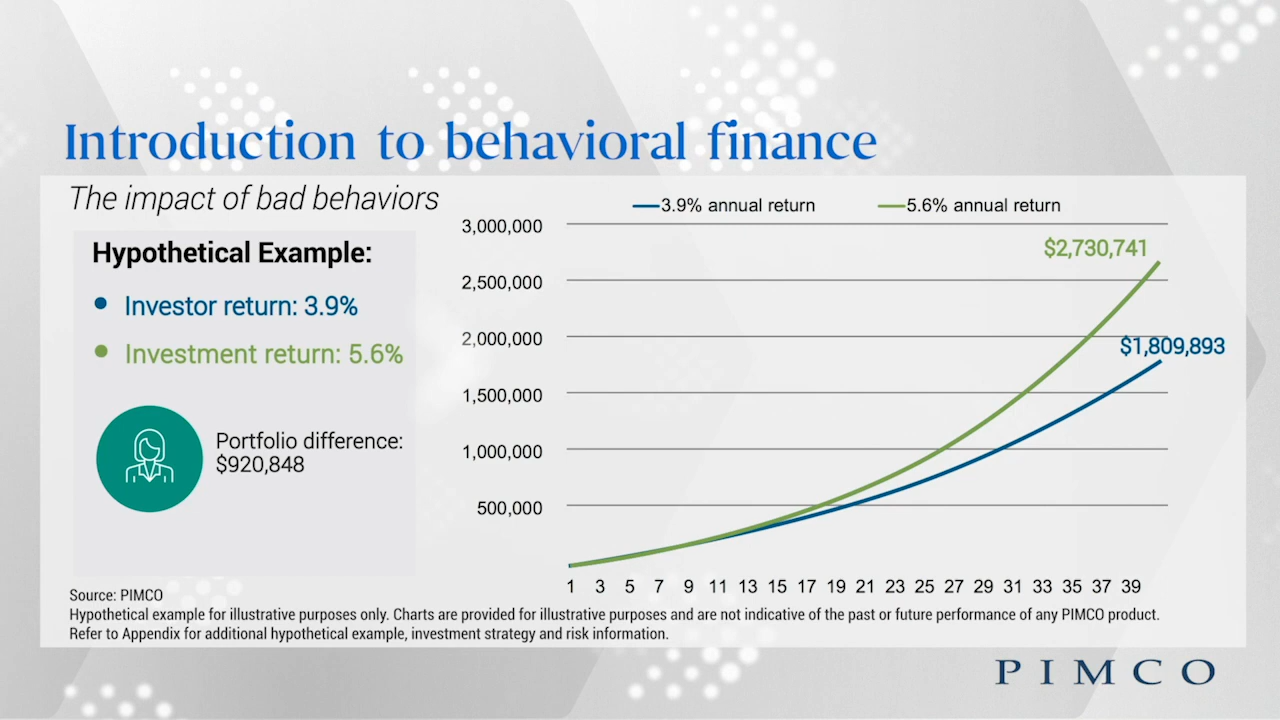 Introduction to behavioral finance
The impact of bad behaviors
Hypothetical Example:
Investor return: 3.9%
Investment return: 5.6%
Portfolio difference:
$920,848
3.9% annual return
5.6% annual return
3,000,000
2,500,000
2,000,000
1,500,000
1,000,000
500,000
$2,730,741
$1,809,893
1 3 5 7 9 11 13 15 17 19 21 23 25 27 29 31 33 35 37 39
Source: PIMCO
Hypothetical example for illustrative purposes only. Charts are provided for illustrative purposes and are not indicative of the past or future performance of any PIMCO product.
Refer to Appendix for additional hypothetical example, investment strategy and risk information.
PIMCO